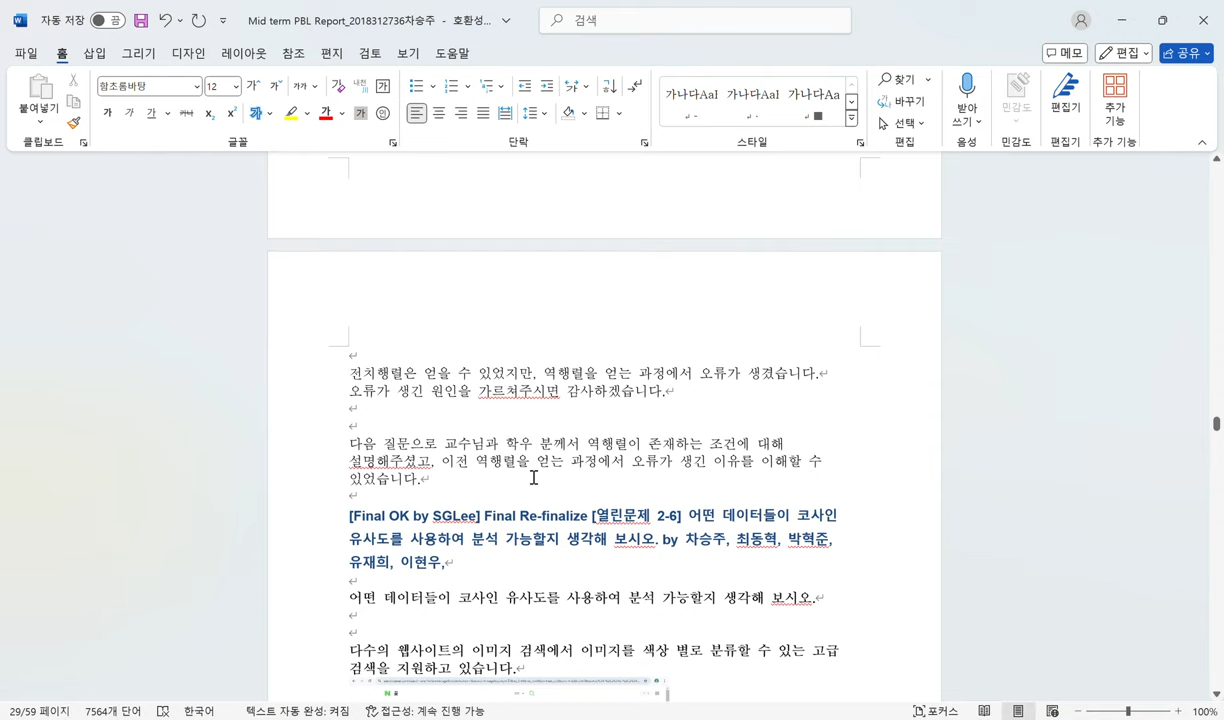 자동 저장 끔 Mid term PBL Report_2018312736차승주 - 호환성... 검색
파일 홈 삽입 그리기 디자인 레이아웃 참조 편지 검토 보기 도움말 메모 편집 공유
붙여넣기 함초롬바탕 12 가나다AaI 가나다AaI 가나다Aa 찾기 바꾸기 선택 받아쓰기 민감도 편집기 추가 기능
클립보드 글꼴 단락 스타일 편집 음성 민감도 편집기 추가 기능
전치행렬은 얻을 수 있었지만, 역행렬을 얻는 과정에서 오류가 생겼습니다.
오류가 생긴 원인을 가르쳐주시면 감사하겠습니다.
다음 질문으로 교수님과 학우 분께서 역행렬이 존재하는 조건에 대해
설명해주셨고, 이전 역행렬을 얻는 과정에서 오류가 생긴 이유를 이해할 수
있었습니다.
[Final OK by SGLee] Final Re-finalize [열린문제 2-6] 어떤 데이터들이 코사인
유사도를 사용하여 분석 가능할지 생각해 보시오. by 차승주, 최동혁, 박혁준,
유재희, 이현우,
어떤 데이터들이 코사인 유사도를 사용하여 분석 가능할지 생각해 보시오.
다수의 웹사이트의 이미지 검색에서 이미지를 색상 별로 분류할 수 있는 고급
검색을 지원하고 있습니다.
29/59 페이지 7564개 단어 한국어 텍스트 자동 완성: 켜짐 접근성: 계속 진행 가능 포커스 100%